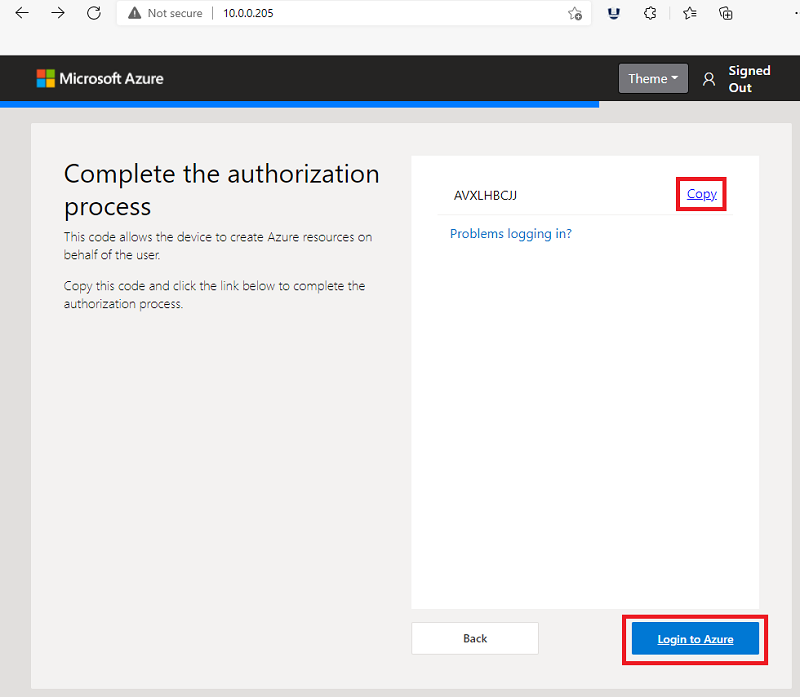 Not secure
10.0.0.205
Microsoft Azure
Theme
Signed
Out
Complete the authorization
process
This code allows the device to create Azure resources on
behalf of the user.
Copy this code and click the link below to complete the
authorization process.
AVXLHBCJJ
Copy
Problems logging in?
Back
Login to Azure